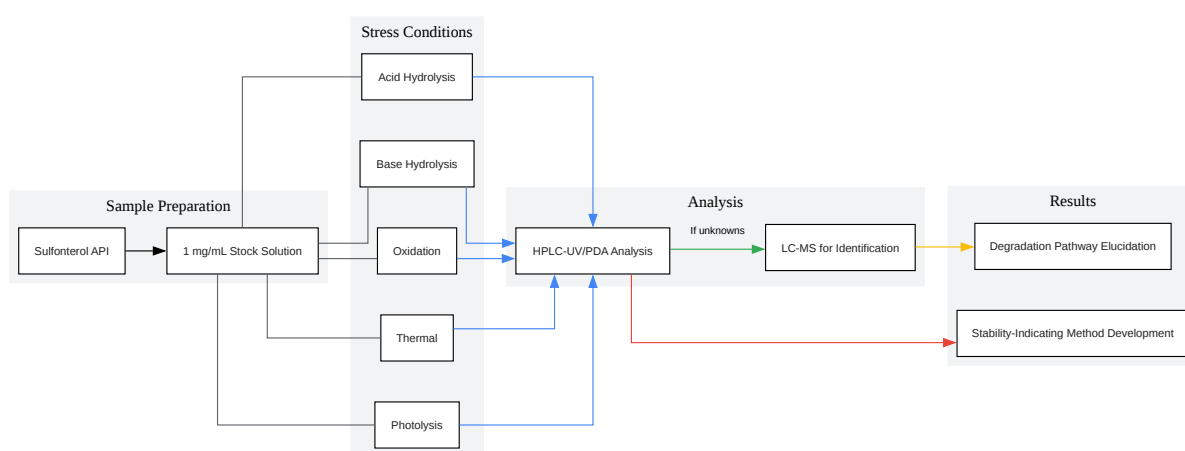 Stress Conditions
Acid Hydrolysis
Base Hydrolysis
Sample Preparation
Analysis
Results
If unknowns
Sulfonterol API
1 mg/mL Stock Solution
Oxidation
HPLC-UV/PDA Analysis
LC-MS for Identification
Degradation Pathway Elucidation
Thermal
Stability-Indicating Method Development
Photolysis